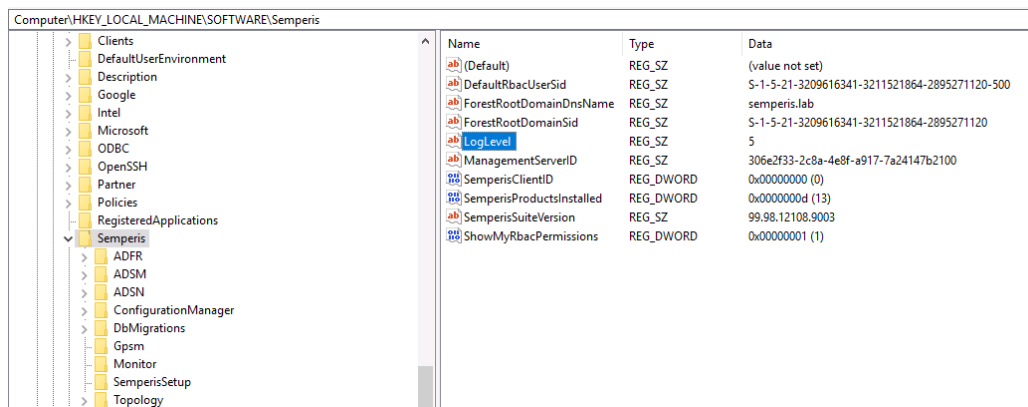 Computer\HKEY_LOCAL_MACHINE\SOFTWARE\Semperis
Clients
DefaultUserEnvironment
Description
Google
Intel
Microsoft
ODBC
OpenSSH
Partner
Policies
RegisteredApplications
Semperis
ADFR
ADSM
ADSN
ConfigurationManager
DbMigrations
Gpsm
Monitor
SemperisSetup
Topology
Name Type Data
(Default) REG_SZ (value not set)
DefaultRbacUserSid REG_SZ S-1-5-21-3209616341-3211521864-2895271120-500
ForestRootDomainDnsName REG_SZ semperis.lab
ForestRootDomainSid REG_SZ S-1-5-21-3209616341-3211521864-2895271120
LogLevel REG_SZ 5
ManagementServerID REG_SZ 306e2f33-2c8a-4e8f-a917-7a24147b2100
SemperisClientID REG_DWORD 0x00000000 (0)
SemperisProductsInstalled REG_DWORD 0x0000000d (13)
SemperisSuiteVersion REG_SZ 99.98.12108.9003
ShowMyRbacPermissions REG_DWORD 0x00000001 (1)